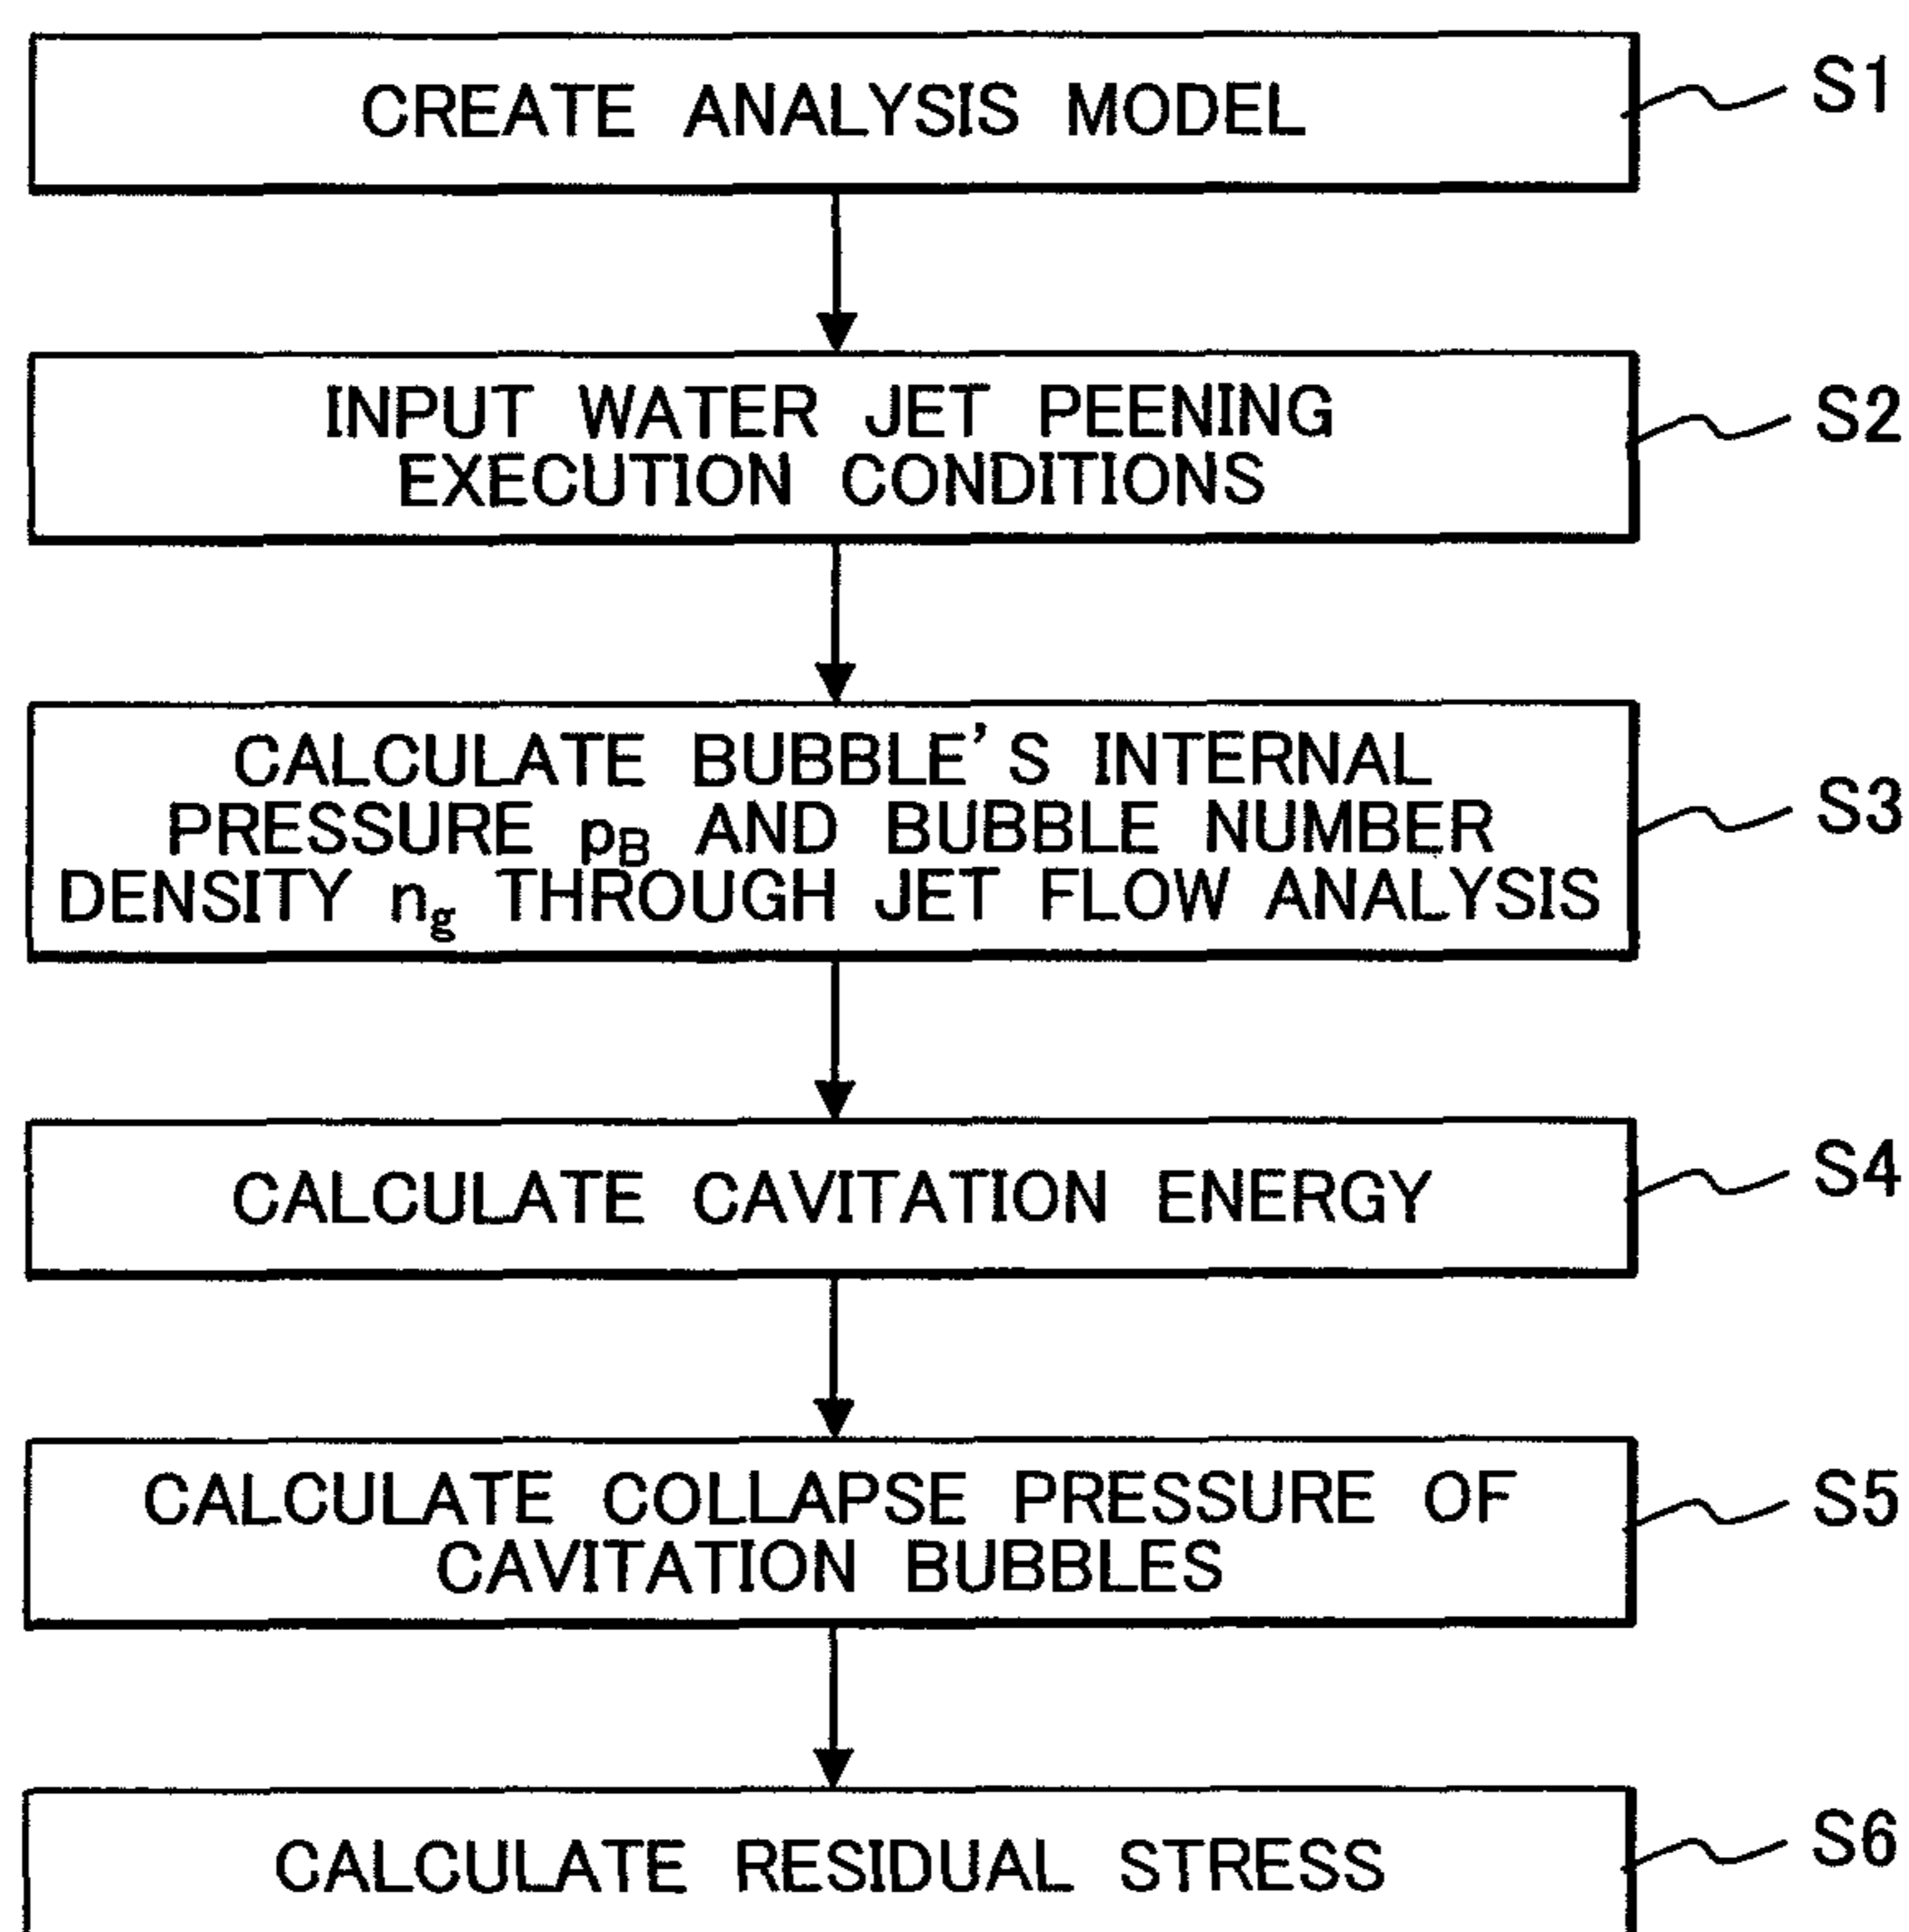 CREATE ANALYSIS MODEL
S1
INPUT WATER JET PEENING
EXECUTION CONDITIONS
S2
CALCULATE BUBBLE'S INTERNAL
PRESSURE pB AND BUBBLE NUMBER
DENSITY ng THROUGH JET FLOW ANALYSIS
S3
CALCULATE CAVITATION ENERGY
S4
CALCULATE COLLAPSE PRESSURE OF
CAVITATION BUBBLES
S5
CALCULATE RESIDUAL STRESS
S6